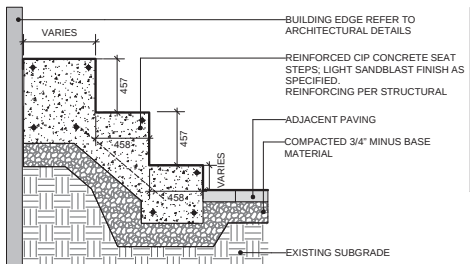 BUILDING EDGE REFER TO
ARCHITECTURAL DETAILS
VARIES
REINFORCED CIP CONCRETE SEAT
STEPS; LIGHT SANDBLAST FINISH AS
SPECIFIED.
REINFORCING PER STRUCTURAL
457
ADJACENT PAVING
458
457
COMPACTED 3/4" MINUS BASE
MATERIAL
VARIES
458
EXISTING SUBGRADE